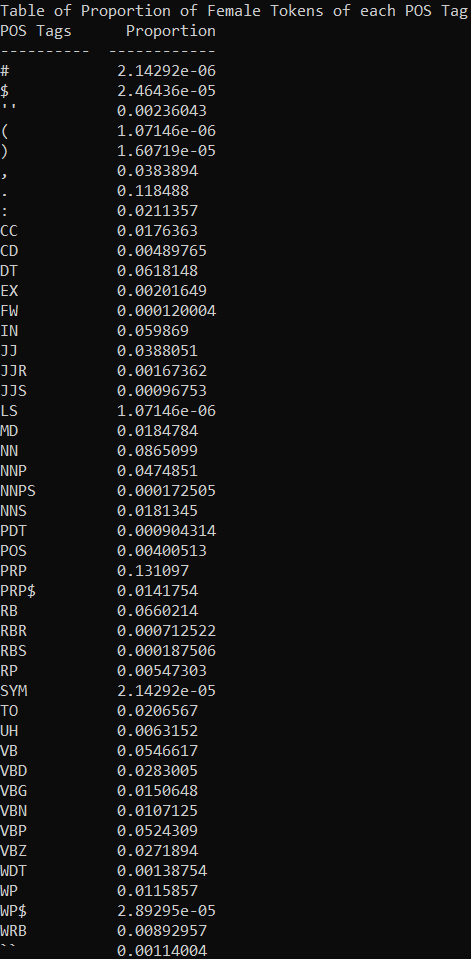 Table of Proportion of Female Tokens of each POS Tag
POS Tags      Proportion
----------  ------------
#            2.14292e-06
$            2.46436e-05
''           0.00236043
(            1.07146e-06
)            1.60719e-05
,            0.0383894
.            0.118488
:            0.0211357
CC           0.0176363
CD           0.00489765
DT           0.0618148
EX           0.00201649
FW           0.000120004
IN           0.059869
JJ           0.0388051
JJR          0.00167362
JJS          0.00096753
LS           1.07146e-06
MD           0.0184784
NN           0.0865099
NNP          0.0474851
NNPS         0.000172505
NNS          0.0181345
PDT          0.000904314
POS          0.00400513
PRP          0.131097
PRP$         0.0141754
RB           0.0660214
RBR          0.000712522
RBS          0.000187506
RP           0.00547303
SYM          2.14292e-05
TO           0.0206567
UH           0.0063152
VB           0.0546617
VBD          0.0283005
VBG          0.0150648
VBN          0.0107125
VBP          0.0524309
VBZ          0.0271894
WDT          0.00138754
WP           0.0115857
WP$          2.89295e-05
WRB          0.00892957
``           0.00114004